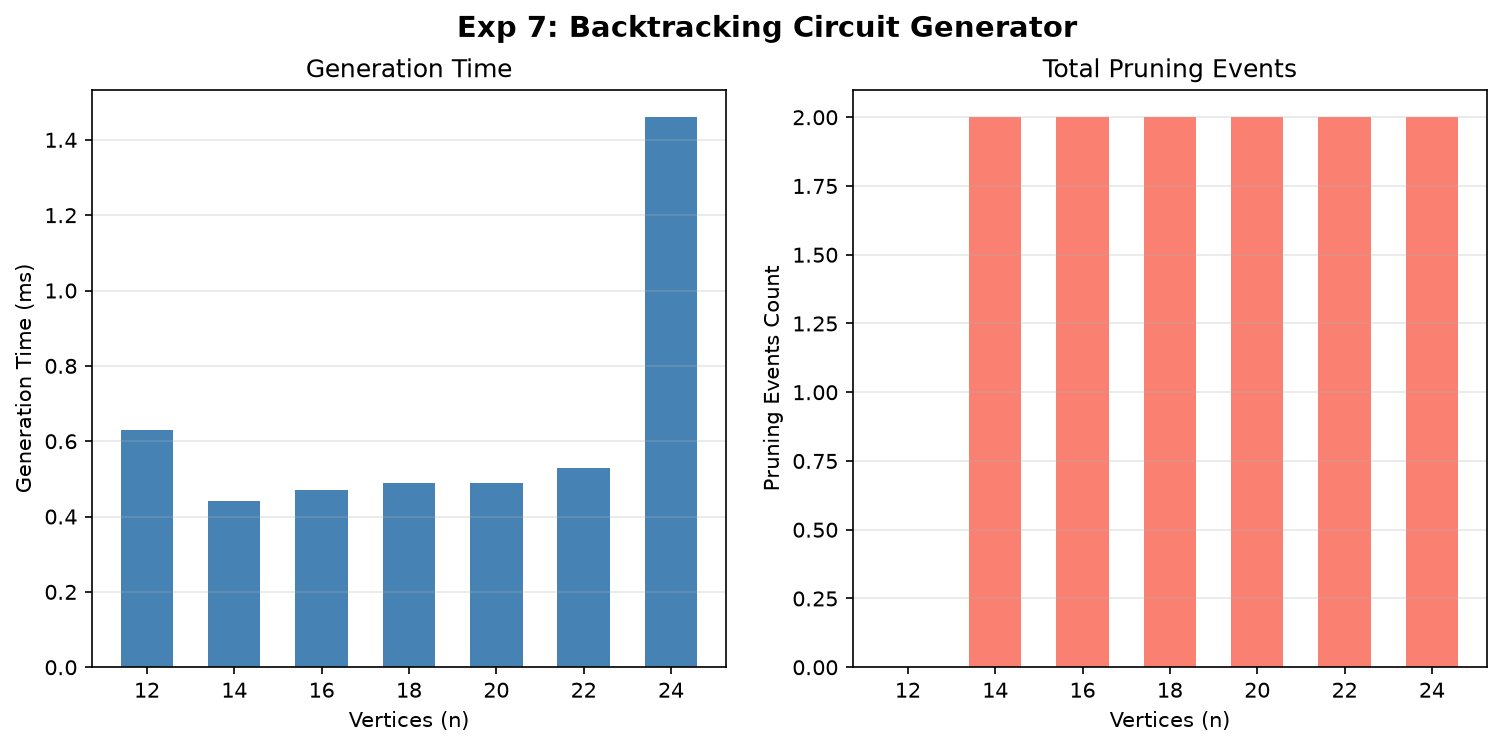 Exp 7: Backtracking Circuit Generator
Generation Time
Generation Time (ms)
1.4
1.2
1.0
0.8
0.6
0.4
0.2
0.0
12 14 16 18 20 22 24
Vertices (n)
Total Pruning Events
Pruning Events Count
2.00
1.75
1.50
1.25
1.00
0.75
0.50
0.25
0.00
12 14 16 18 20 22 24
Vertices (n)